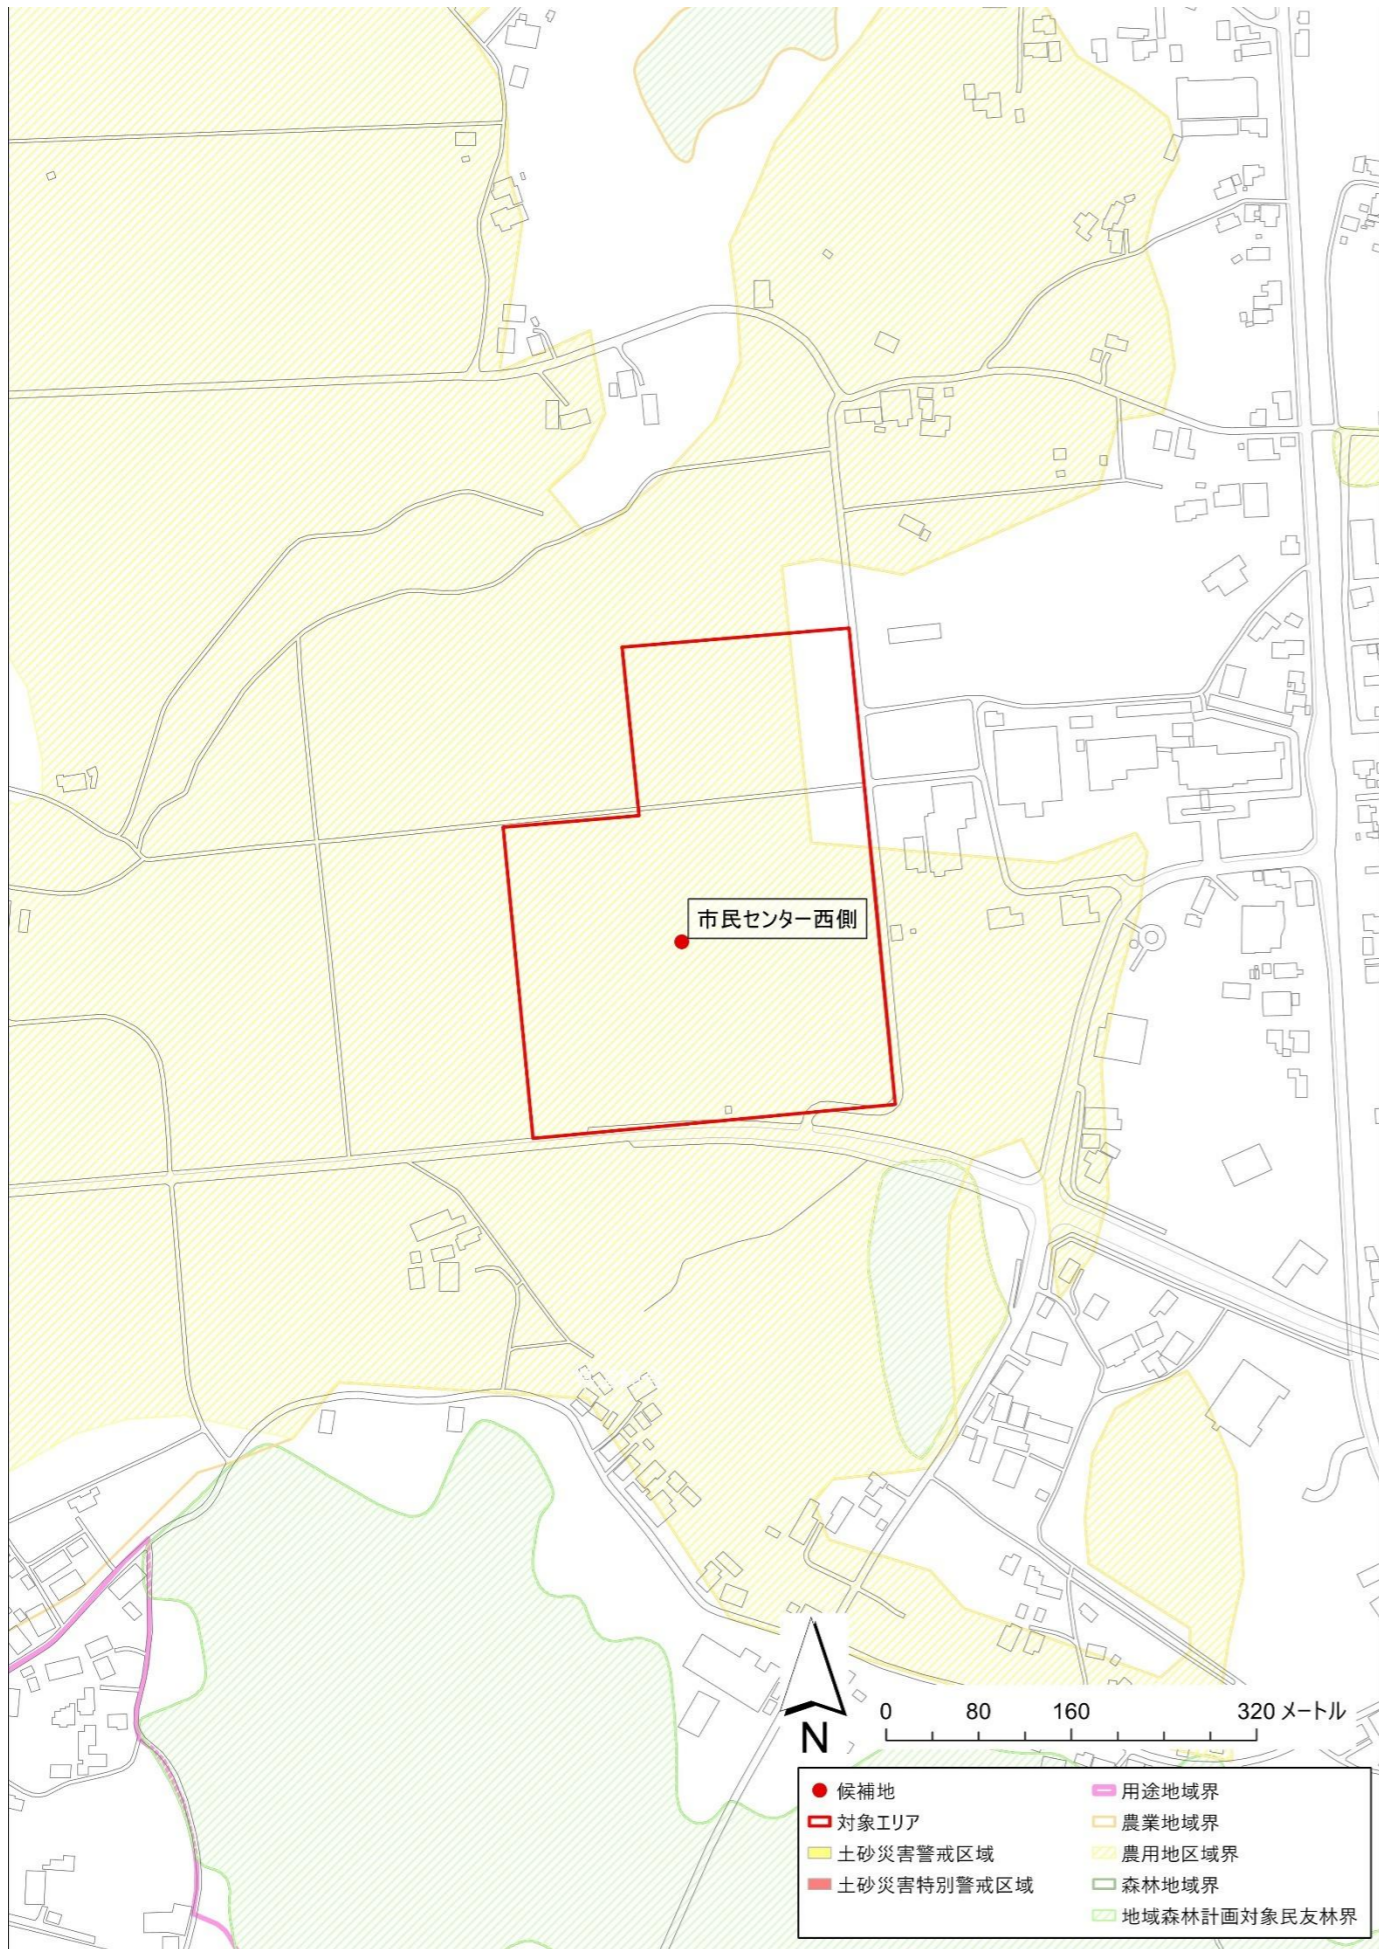 市民センター西側
N
0 80 160 320 メートル
候補地
対象エリア
土砂災害警戒区域
土砂災害特別警戒区域
用途地域界
農業地域界
農用地区域界
森林地域界
地域森林計画対象民友林界